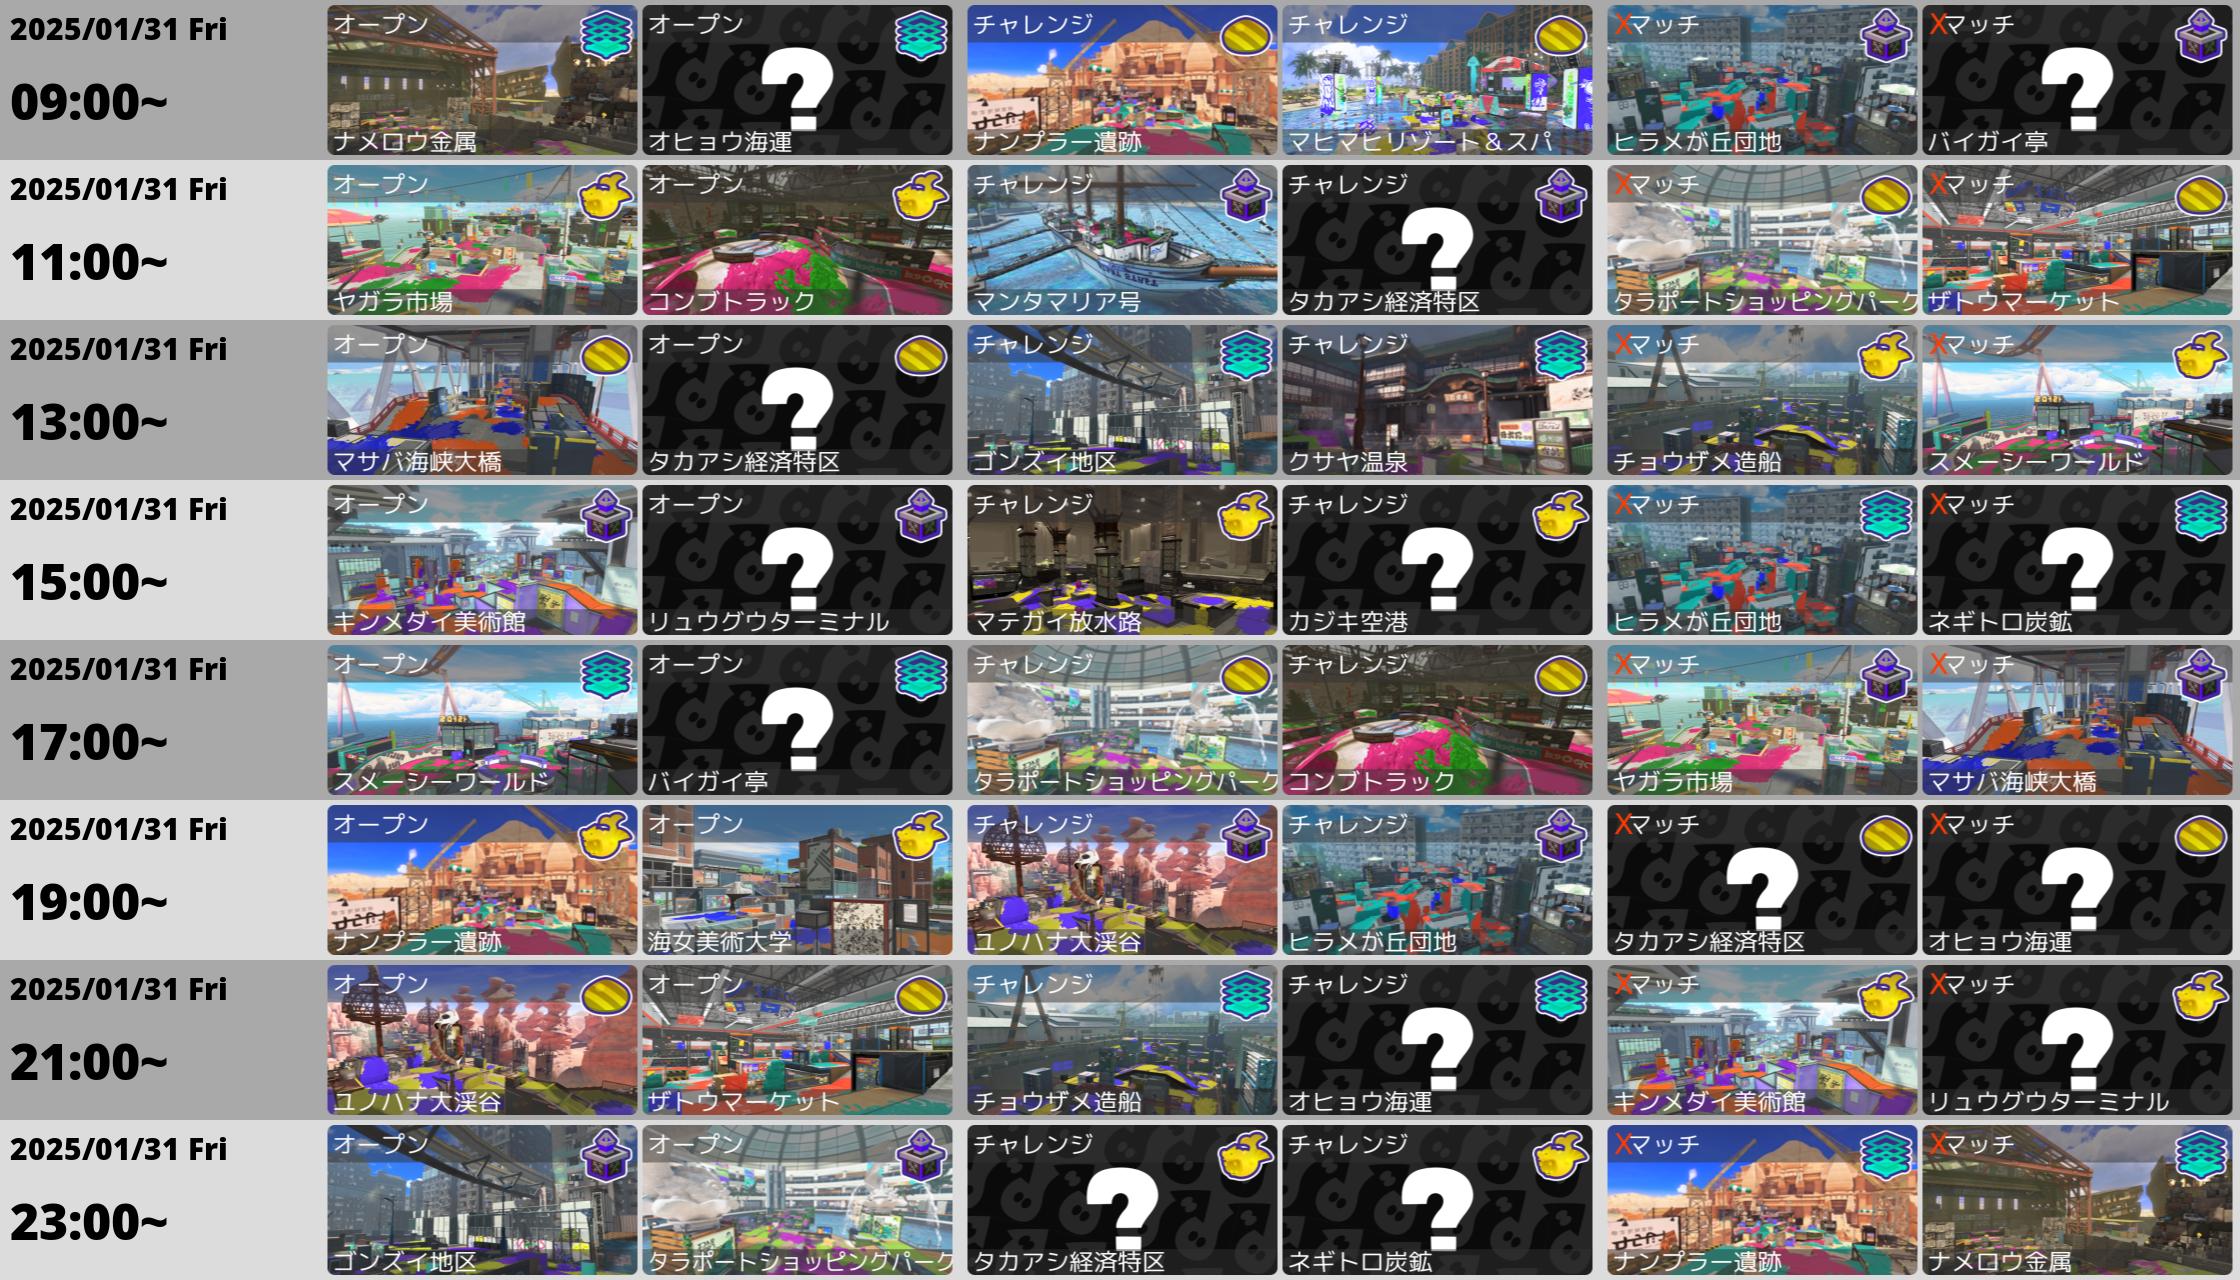 2025/01/31 Fri
09:00~
オープン
ナメロウ金属
オープン
オヒョウ海運
チャレンジ
ナンプラー遺跡
チャレンジ
マヒマヒリゾート＆スパ
Xマッチ
ヒラメが丘団地
Xマッチ
バイガイ亭
2025/01/31 Fri
11:00~
オープン
ヤガラ市場
オープン
コンブトラック
チャレンジ
マンタマリア号
チャレンジ
タカアシ経済特区
Xマッチ
タラポートショッピングパーク
Xマッチ
ザトウマーケット
2025/01/31 Fri
13:00~
オープン
マサバ海峡大橋
オープン
タカアシ経済特区
チャレンジ
ゴンズイ地区
チャレンジ
クサヤ温泉
Xマッチ
チョウザメ造船
Xマッチ
スメーシーワールド
2025/01/31 Fri
15:00~
オープン
キンメダイ美術館
オープン
リュウグウターミナル
チャレンジ
マテガイ放水路
チャレンジ
カジキ空港
Xマッチ
ヒラメが丘団地
Xマッチ
ネギトロ炭鉱
2025/01/31 Fri
17:00~
オープン
スメーシーワールド
オープン
バイガイ亭
チャレンジ
タラポートショッピングパーク
チャレンジ
コンブトラック
Xマッチ
ヤガラ市場
Xマッチ
マサバ海峡大橋
2025/01/31 Fri
19:00~
オープン
ナンプラー遺跡
オープン
海女美術大学
チャレンジ
ユノハナ大渓谷
チャレンジ
ヒラメが丘団地
Xマッチ
タカアシ経済特区
Xマッチ
オヒョウ海運
2025/01/31 Fri
21:00~
オープン
ユノハナ大渓谷
オープン
ザトウマーケット
チャレンジ
チョウザメ造船
チャレンジ
オヒョウ海運
Xマッチ
キンメダイ美術館
Xマッチ
リュウグウターミナル
2025/01/31 Fri
23:00~
オープン
ゴンズイ地区
オープン
タラポートショッピングパーク
チャレンジ
タカアシ経済特区
チャレンジ
ネギトロ炭鉱
Xマッチ
ナンプラー遺跡
Xマッチ
ナメロウ金属